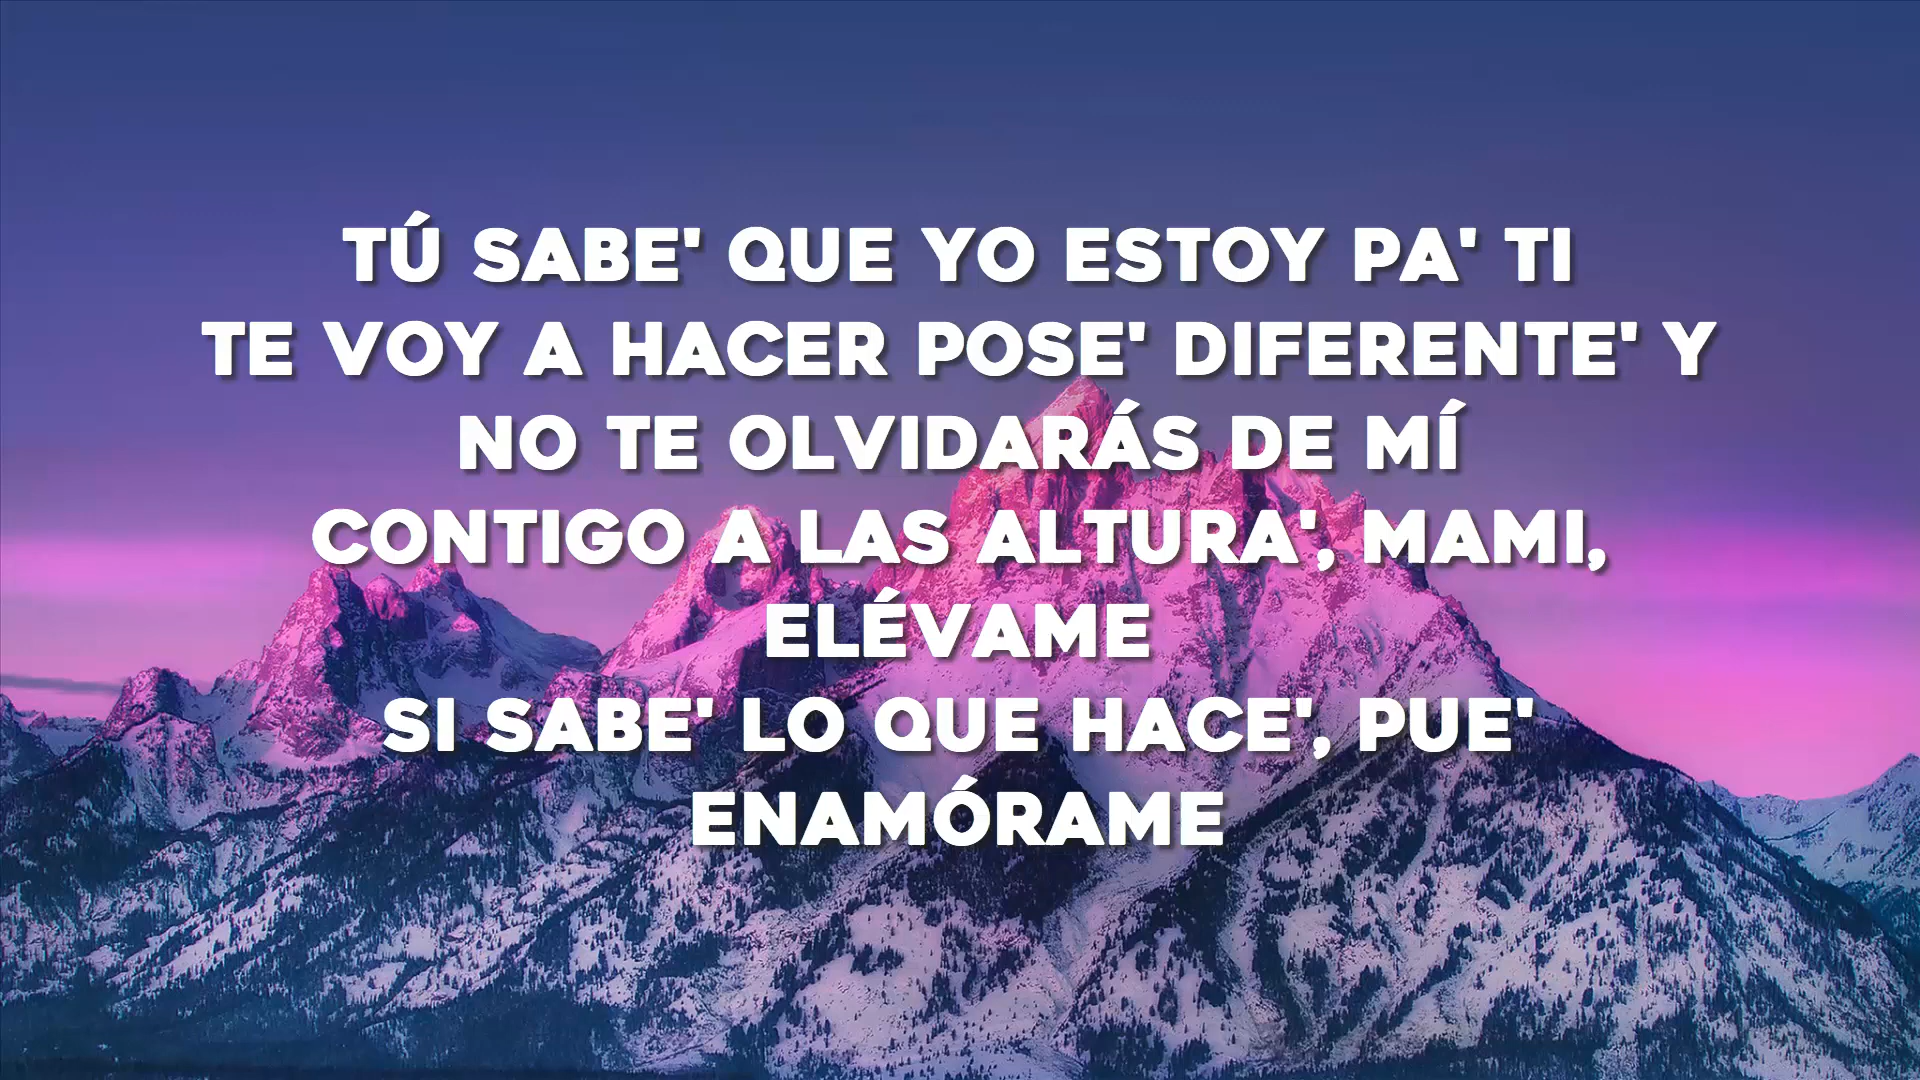 TÚ SABE' QUE YO ESTOY PA' TI
TE VOY A HACER POSE' DIFERENTE' Y
NO TE OLVIDARÁS DE MÍ
CONTIGO A LAS ALTURA', MAMI,
ELÉVAME
SI SABE' LO QUE HACE', PUE'
ENAMÓRAME